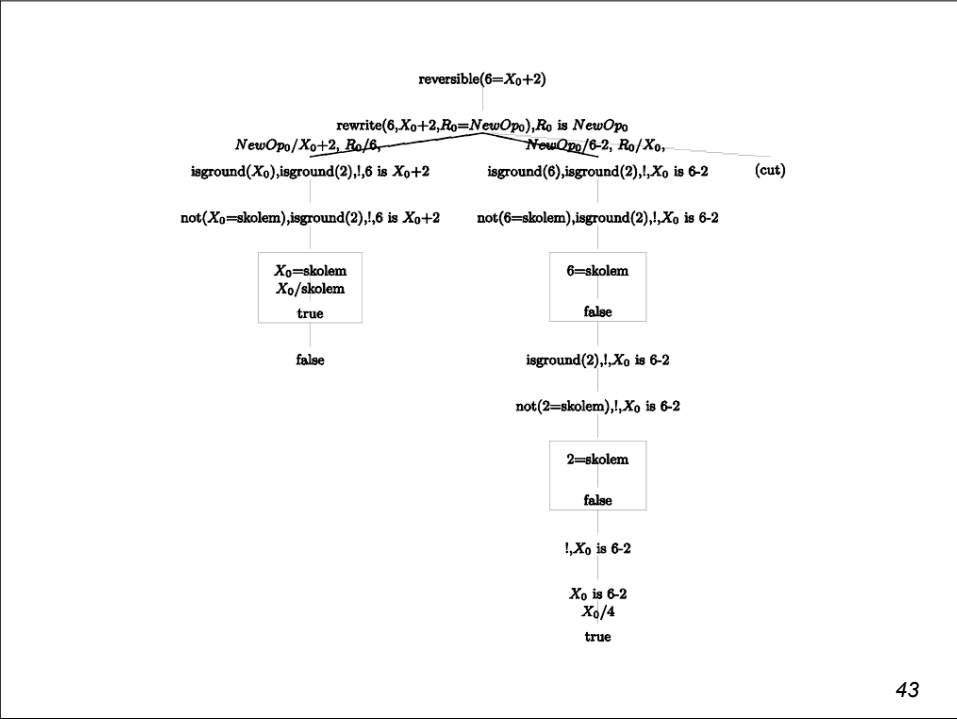 reversible(6=X₀+2)
rewrite(6,X₀+2,R₀=NewOp₀),R₀ is NewOp₀
NewOp₀/X₀+2, R₀/6,
NewOp₀/6-2, R₀/X₀,
isground(X₀),isground(2),!,6 is X₀+2
isground(6),isground(2),!,X₀ is 6-2
(cut)
not(X₀=skolem),isground(2),!,6 is X₀+2
not(6=skolem),isground(2),!,X₀ is 6-2
X₀=skolem
X₀/skolem
true
false
6=skolem
false
isground(2),!,X₀ is 6-2
not(2=skolem),!,X₀ is 6-2
2=skolem
false
!,X₀ is 6-2
X₀ is 6-2
X₀/4
true
43